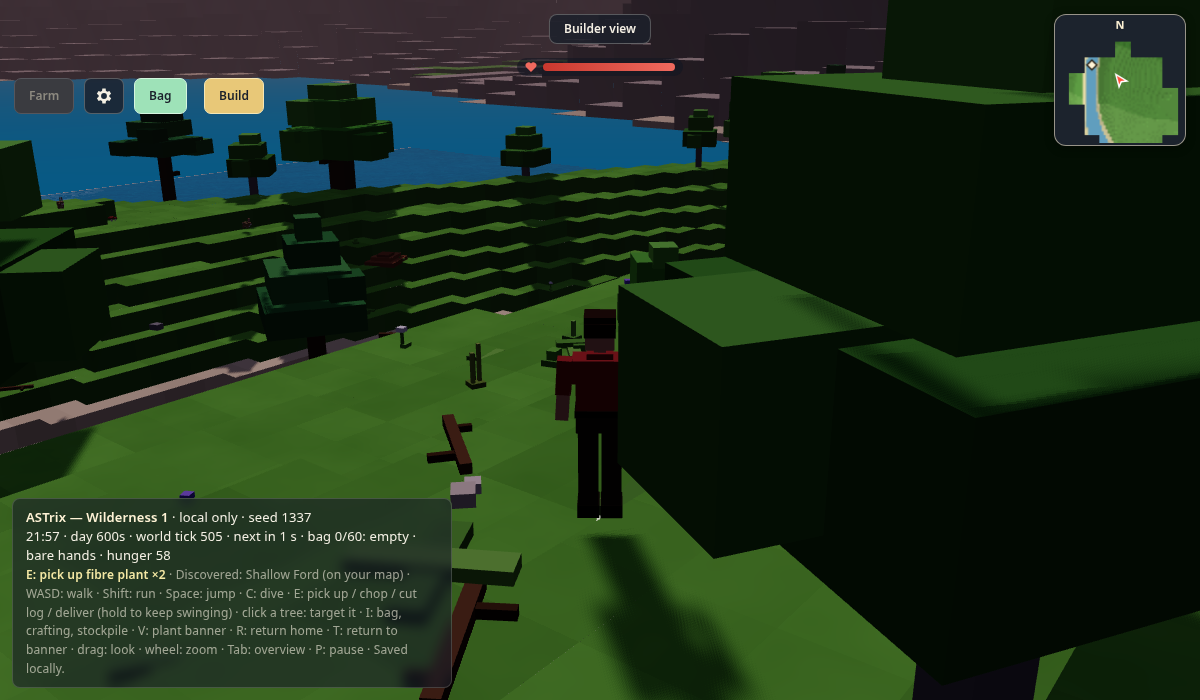 Builder view
N
Farm
Bag
Build
ASTrix — Wilderness 1 · local only · seed 1337
21:57 · day 600s · world tick 505 · next in 1 s · bag 0/60: empty ·
bare hands · hunger 58
E: pick up fibre plant ×2 · Discovered: Shallow Ford (on your map) ·
WASD: walk · Shift: run · Space: jump · C: dive · E: pick up / chop / cut
log / deliver (hold to keep swinging) · click a tree: target it · I: bag,
crafting, stockpile · V: plant banner · R: return home · T: return to
banner · drag: look · wheel: zoom · Tab: overview · P: pause · Saved
locally.